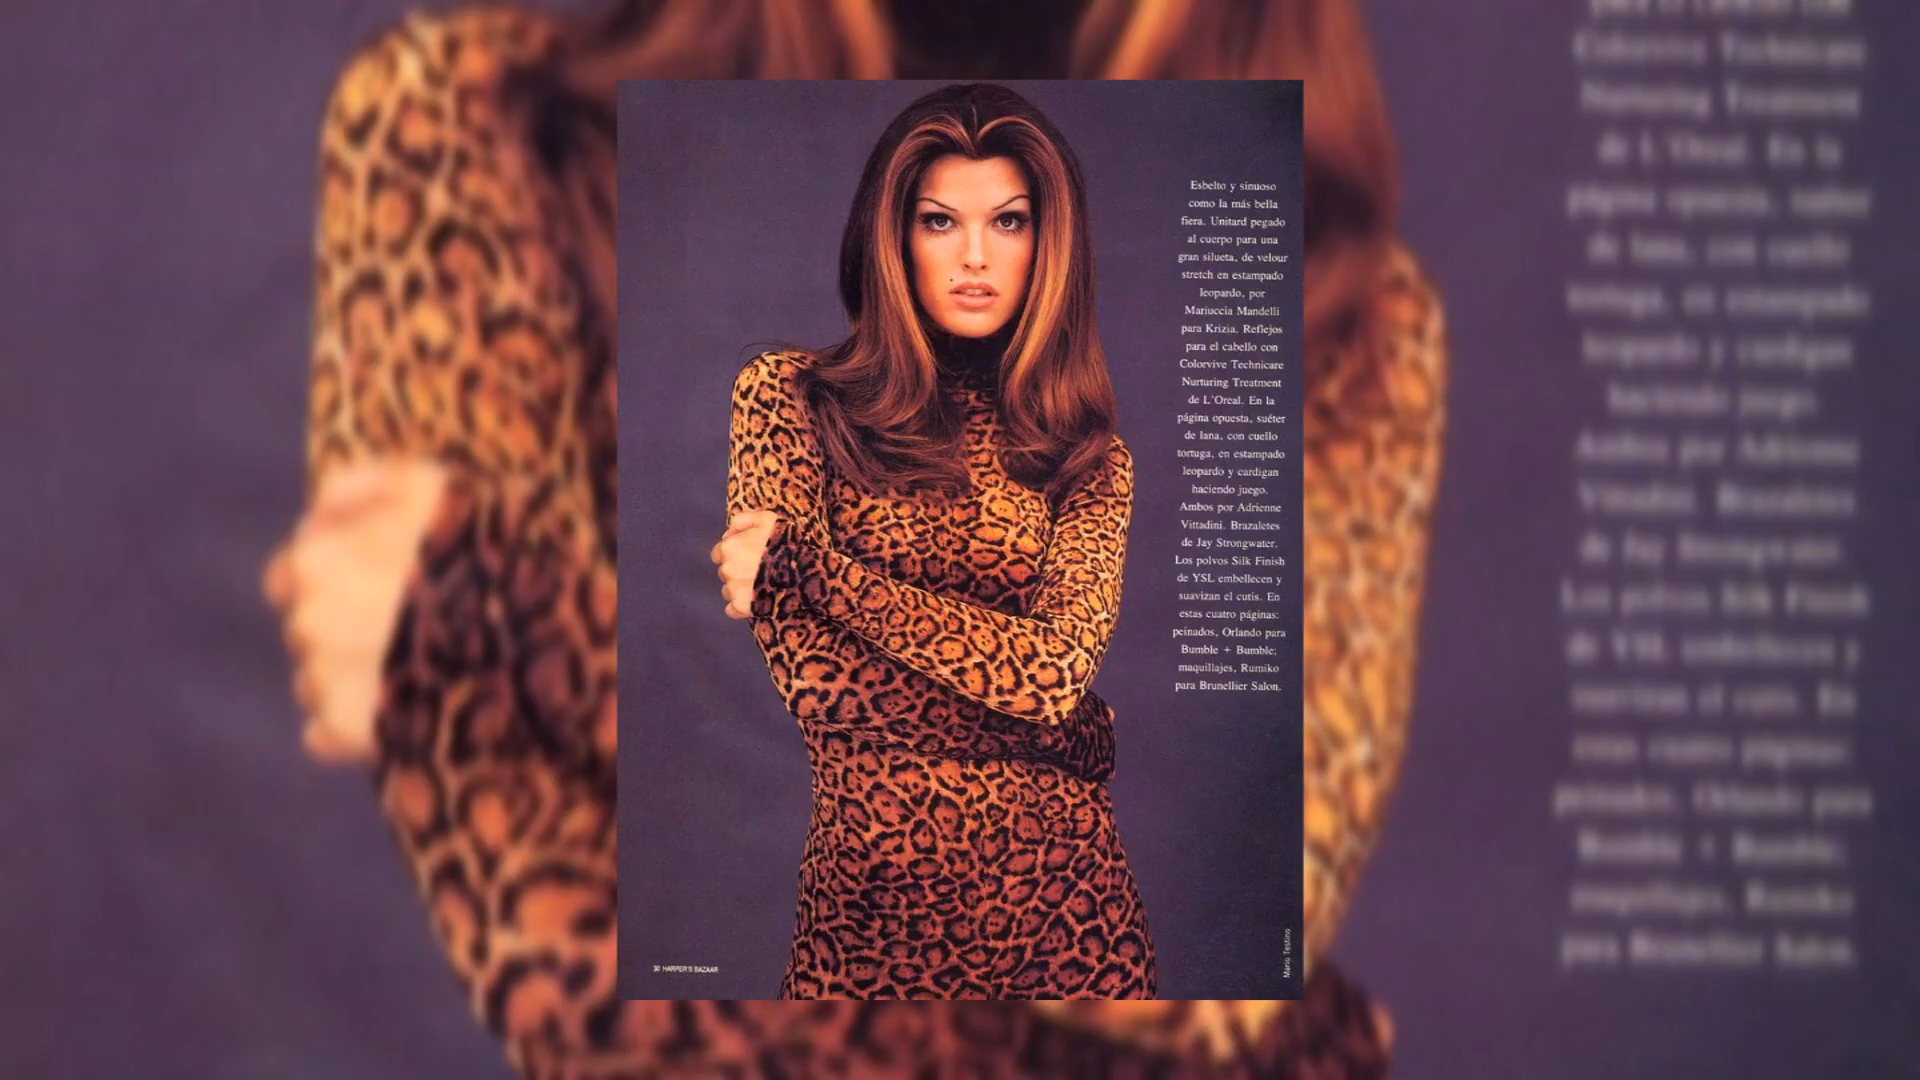 Esbelto y sinuoso
como la más bella
fiera. Unitard pegado
al cuerpo para una
gran silueta, de velour
stretch en estampado
leopardo, por
Mariuccia Mandelli
para Krizia. Reflejos
para el cabello con
Colorvive Technicare
Nurturing Treatment
de L'Oreal. En la
página opuesta, suéter
de lana, con cuello
tortuga, en estampado
leopardo y cardigan
haciendo juego.
Ambos por Adrienne
Vittadini. Brazaletes
de Jay Strongwater.
Los polvos Silk Finish
de YSL embellecen y
suavizan el cutis. En
estas cuatro páginas:
peinados, Orlando para
Bumble + Bumble;
maquillajes, Rumiko
para Brunellier Salon.
Mario Testino
30 HARPER'S BAZAAR